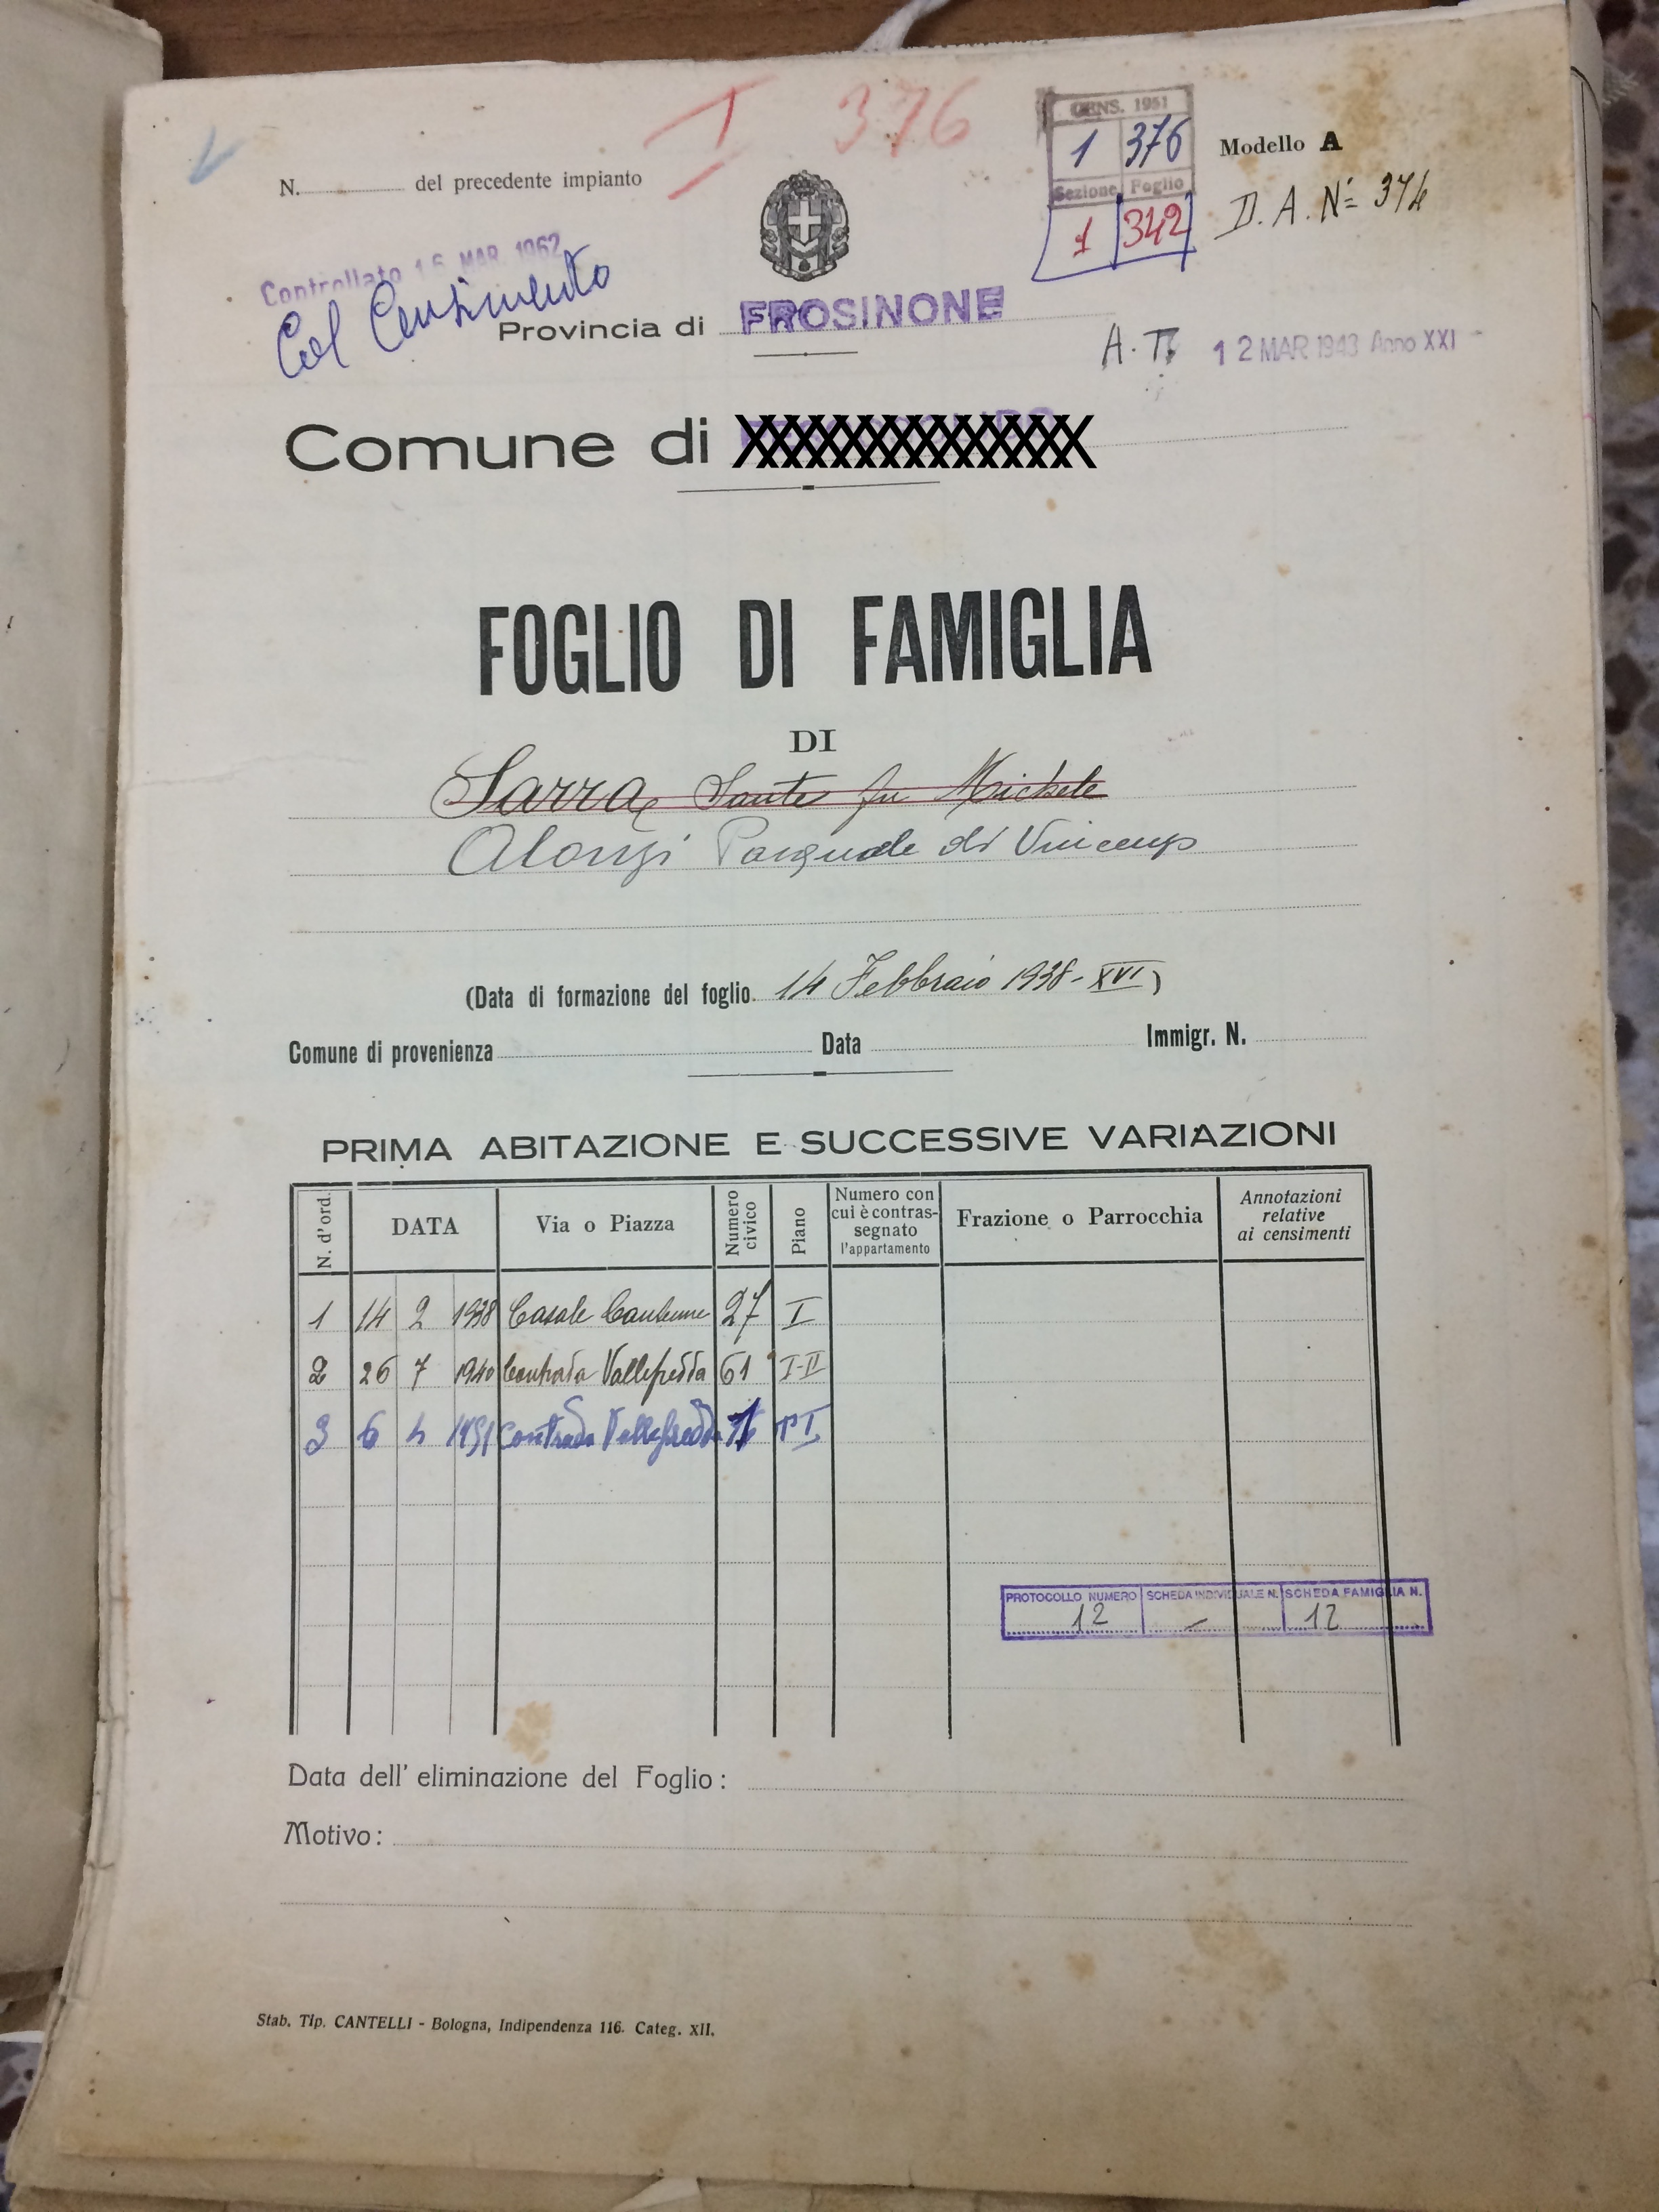 I 376
CENS. 1951
1 376
Sezione Foglio
1 342
Modello A
N. del precedente impianto
D. A. N= 374
Controllato 15 MAR. 1962
Col Censimento
Provincia di FROSINONE
A. T. 12 MAR 1943 Anno XXI
Comune di XXXXXXXXXXXXX
FOGLIO DI FAMIGLIA
DI
Sarra Sante fu Michele
Alonzi Pasquale di Vincenzo
(Data di formazione del foglio. 14 Febbraio 1938-XVI)
Comune di provenienza Data Immigr. N.
PRIMA ABITAZIONE E SUCCESSIVE VARIAZIONI
N. d'ord. DATA Via o Piazza Numero civico Piano Numero con cui è contrassegnato l'appartamento Frazione o Parrocchia Annotazioni relative ai censimenti
1 14 2 1938 Casale 27 I
2 26 7 1940 Contrada Vallefredda 61 I-II
3 6 4 1951 Contrada Vallefredda
PROTOCOLLO NUMERO SCHEDA INDIVIDUALE N. SCHEDA FAMIGLIA N.
12 - 12
Data dell' eliminazione del Foglio:
Motivo:
Stab. Tip. CANTELLI - Bologna, Indipendenza 116. Categ. XII.